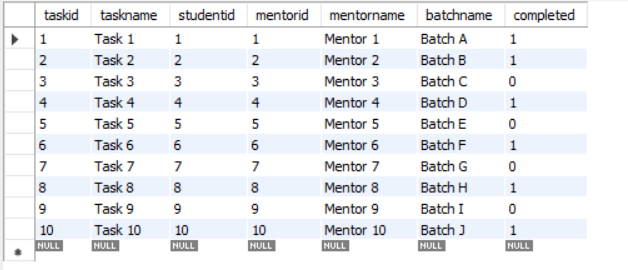 taskid taskname studentid mentorid mentorname batchname completed
1 Task 1 1 1 Mentor 1 Batch A 1
2 Task 2 2 2 Mentor 2 Batch B 1
3 Task 3 3 3 Mentor 3 Batch C 0
4 Task 4 4 4 Mentor 4 Batch D 1
5 Task 5 5 5 Mentor 5 Batch E 0
6 Task 6 6 6 Mentor 6 Batch F 1
7 Task 7 7 7 Mentor 7 Batch G 0
8 Task 8 8 8 Mentor 8 Batch H 1
9 Task 9 9 9 Mentor 9 Batch I 0
10 Task 10 10 10 Mentor 10 Batch J 1
NULL NULL NULL NULL NULL NULL NULL